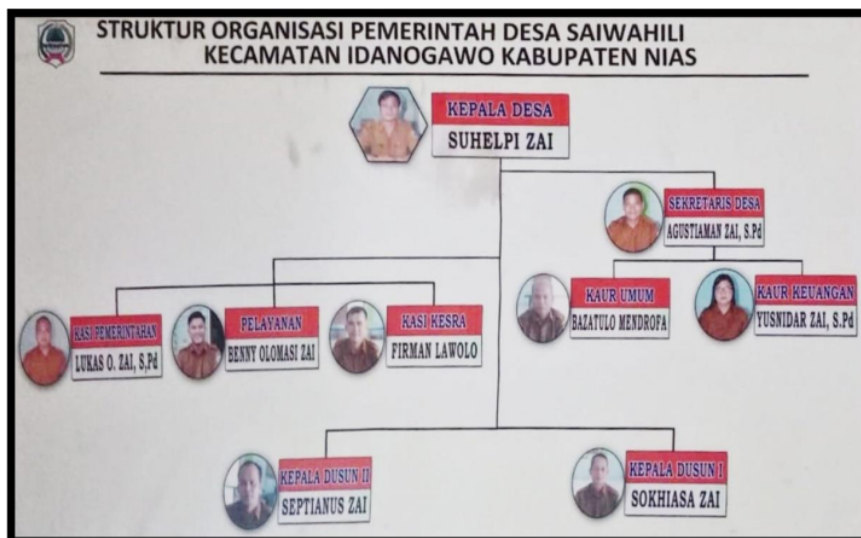 STRUKTUR ORGANISASI PEMERINTAH DESA SAIWAHILI
KECAMATAN IDANOGAWO KABUPATEN NIAS
KEPALA DESA
SUHELPI ZAI
SEKRETARIS DESA
AGUSTIAMAN ZAI, S.Pd
KAUR UMUM
BAZATULO MENDROFA
KAUR KEUANGAN
YUSNIDAR ZAI, S.Pd
KASI PEMERINTAHAN
LUKAS O. ZAI, S,Pd
PELAYANAN
BENNY OLOMASI ZAI
KASI KESRA
FIRMAN LAWOLO
KEPALA DUSUN II
SEPTIANUS ZAI
KEPALA DUSUN I
SOKHIASA ZAI